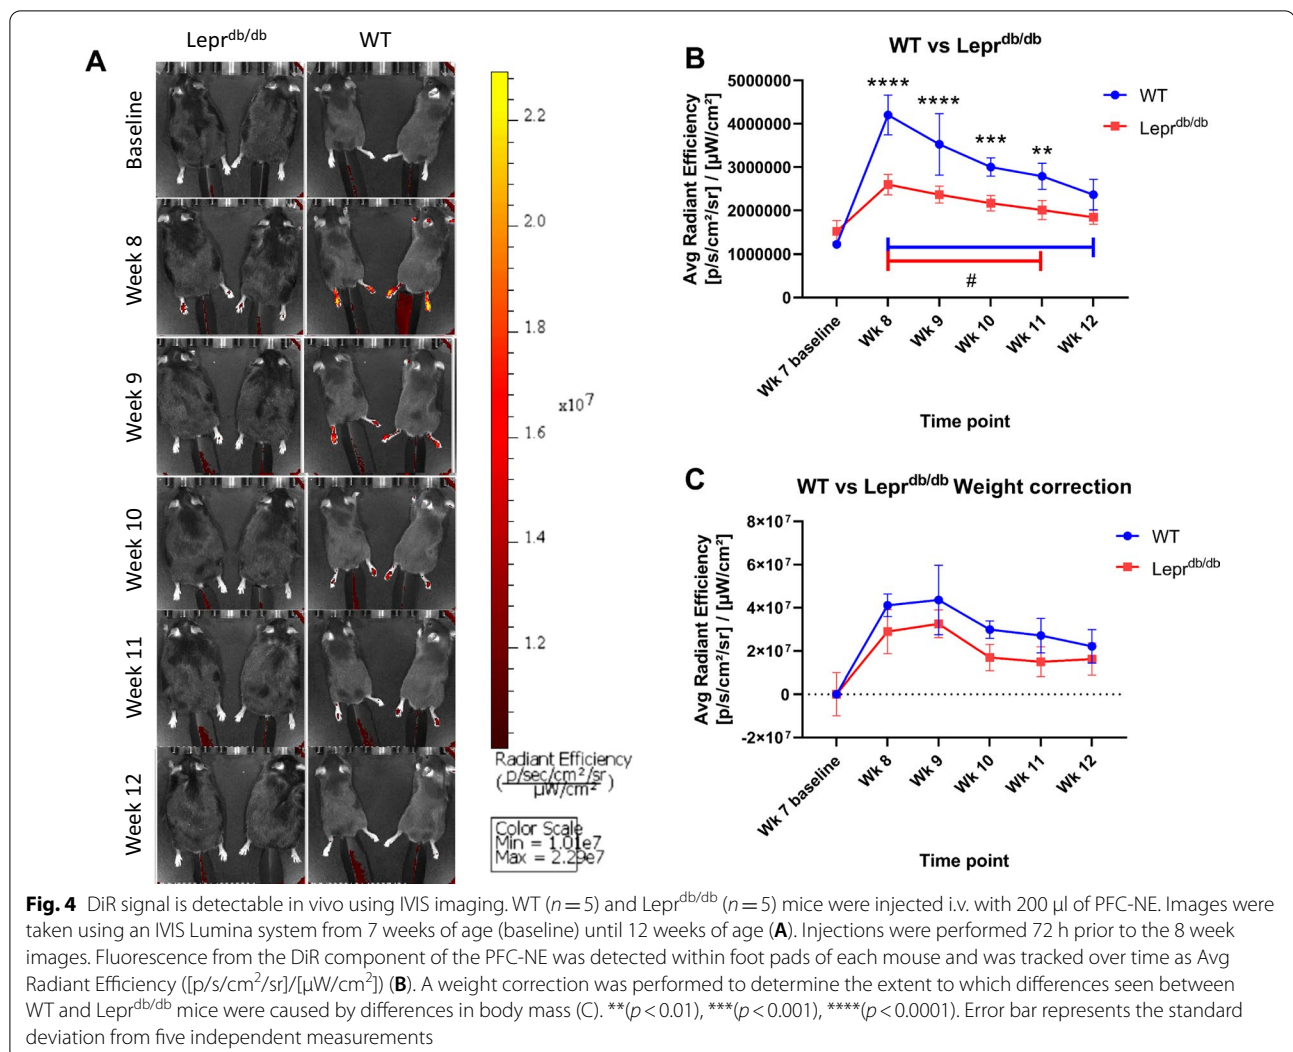 Lepr^db/db WT
A
Baseline
Week 8
Week 9
Week 10
Week 11
Week 12
2.2
2.0
1.8
x10^7
1.6
1.4
1.2
Radiant Efficiency
(p/sec/cm²/sr
µW/cm²)
Color Scale
Min = 1.01e7
Max = 2.29e7
B
WT vs Lepr^db/db
Avg Radiant Efficiency
[p/s/cm²/sr] / [µW/cm²]
5000000
4000000
3000000
2000000
1000000
0
****
****
***
**
#
WT
Lepr^db/db
Wk 7 baseline
Wk 8
Wk 9
Wk 10
Wk 11
Wk 12
Time point
C
WT vs Lepr^db/db Weight correction
Avg Radiant Efficiency
[p/s/cm²/sr] / [µW/cm²]
8×10⁷
6×10⁷
4×10⁷
2×10⁷
0
-2×10⁷
WT
Lepr^db/db
Wk 7 baseline
Wk 8
Wk 9
Wk 10
Wk 11
Wk 12
Time point
Fig. 4 DiR signal is detectable in vivo using IVIS imaging. WT (n = 5) and Lepr^db/db (n = 5) mice were injected i.v. with 200 µl of PFC-NE. Images were
taken using an IVIS Lumina system from 7 weeks of age (baseline) until 12 weeks of age (A). Injections were performed 72 h prior to the 8 week
images. Fluorescence from the DiR component of the PFC-NE was detected within foot pads of each mouse and was tracked over time as Avg
Radiant Efficiency ([p/s/cm²/sr]/[µW/cm²]) (B). A weight correction was performed to determine the extent to which differences seen between
WT and Lepr^db/db mice were caused by differences in body mass (C). **(p < 0.01), ***(p < 0.001), ****(p < 0.0001). Error bar represents the standard
deviation from five independent measurements